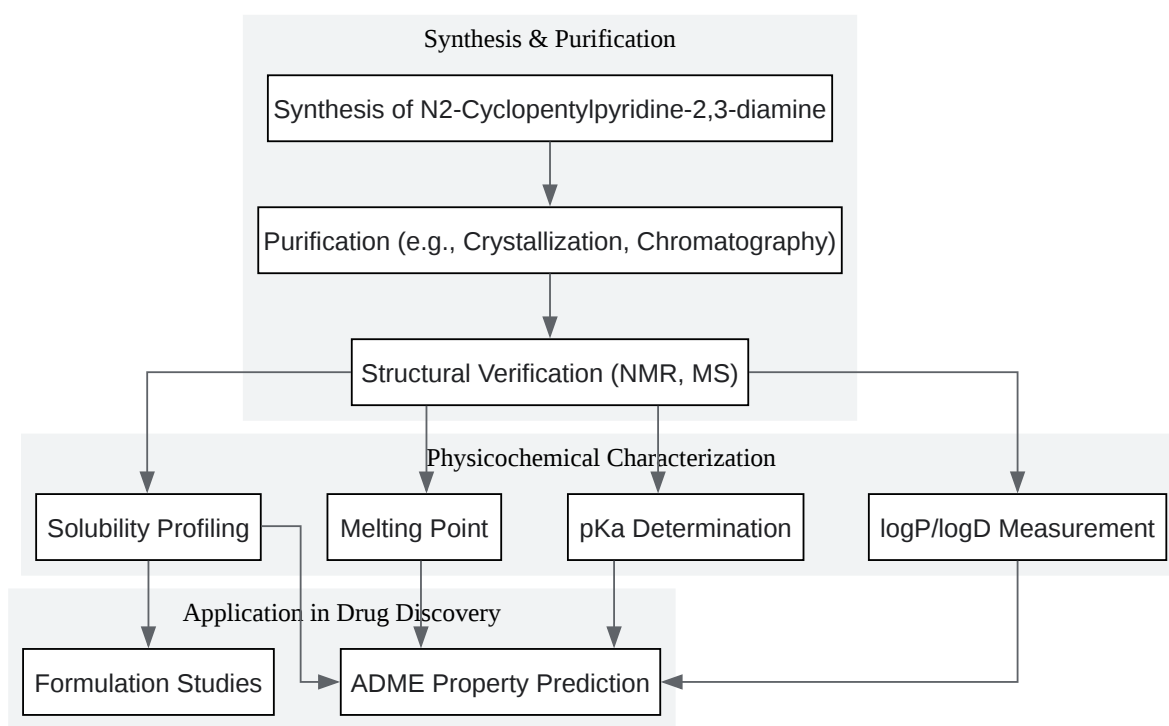 Synthesis & Purification
Synthesis of N2-Cyclopentylpyridine-2,3-diamine
Purification (e.g., Crystallization, Chromatography)
Structural Verification (NMR, MS)
Physicochemical Characterization
Solubility Profiling
Melting Point
pKa Determination
logP/logD Measurement
Application in Drug Discovery
Formulation Studies
ADME Property Prediction